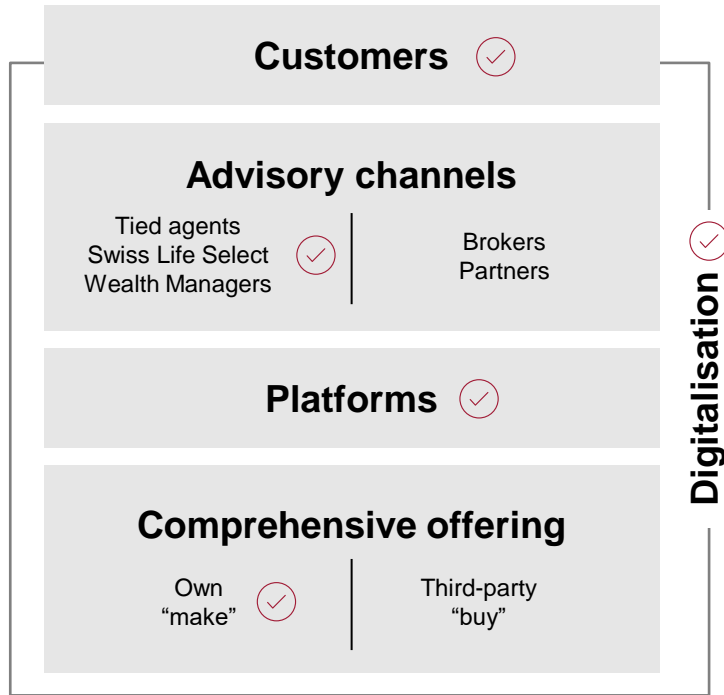 Customers
Advisory channels
Tied agents
Swiss Life Select
Wealth Managers
Brokers
Partners
Platforms
Comprehensive offering
Own
“make”
Third-party
“buy”
Digitalisation